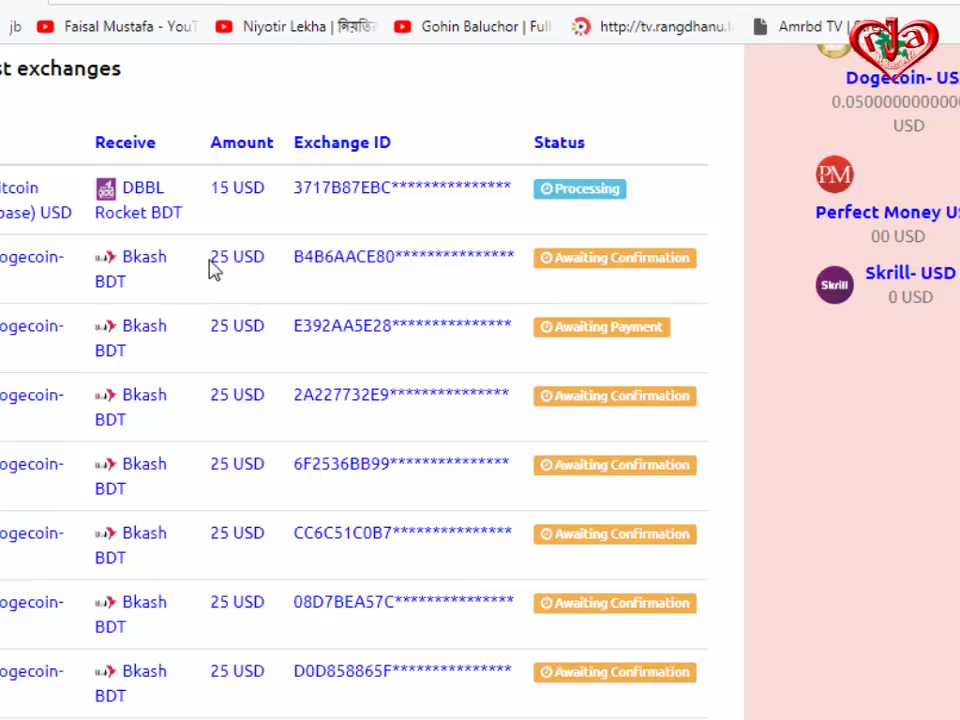 jb Faisal Mustafa - YouT Niyotir Lekha | নিয়তির Gohin Baluchor | Full http://tv.rangdhanu.l Amrbd TV |
rja
st exchanges
Dogecoin- US
0.0500000000000
USD
Receive Amount Exchange ID Status
itcoin DBBL 15 USD 3717B87EBC*************** Processing
base) USD Rocket BDT
PM
Perfect Money US
00 USD
ogecoin- Bkash 25 USD B4B6AACE80*************** Awaiting Confirmation
BDT
Skrill Skrill- USD
0 USD
ogecoin- Bkash 25 USD E392AA5E28*************** Awaiting Payment
BDT
ogecoin- Bkash 25 USD 2A227732E9*************** Awaiting Confirmation
BDT
ogecoin- Bkash 25 USD 6F2536BB99*************** Awaiting Confirmation
BDT
ogecoin- Bkash 25 USD CC6C51C0B7*************** Awaiting Confirmation
BDT
ogecoin- Bkash 25 USD 08D7BEA57C*************** Awaiting Confirmation
BDT
ogecoin- Bkash 25 USD D0D858865F*************** Awaiting Confirmation
BDT